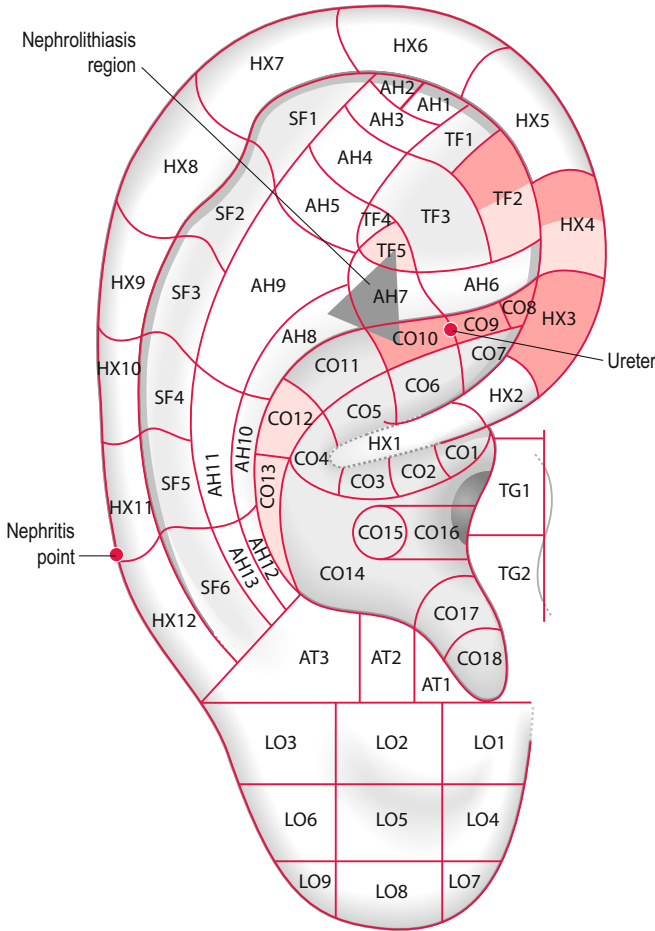 HX6
Nephrolithiasis
region
HX7
AH2
AH1
HX5
SF1
AH3
TF1
AH4
HX8
TF2
AH5
TF4
TF3
SF2
HX4
TF5
HX9
SF3
AH9
AH7
AH6
CO8
HX3
CO9
AH8
CO10
CO7
Ureter
HX10
CO11
CO6
HX2
SF4
CO12
CO5
HX1
AH10
CO4
CO1
CO2
CO3
AH11
CO13
SF5
TG1
HX11
CO15
CO16
Nephritis
point
AH12
AH13
CO14
TG2
SF6
HX12
CO17
AT3
AT2
CO18
AT1
LO3
LO2
LO1
LO6
LO5
LO4
LO9
LO8
LO7